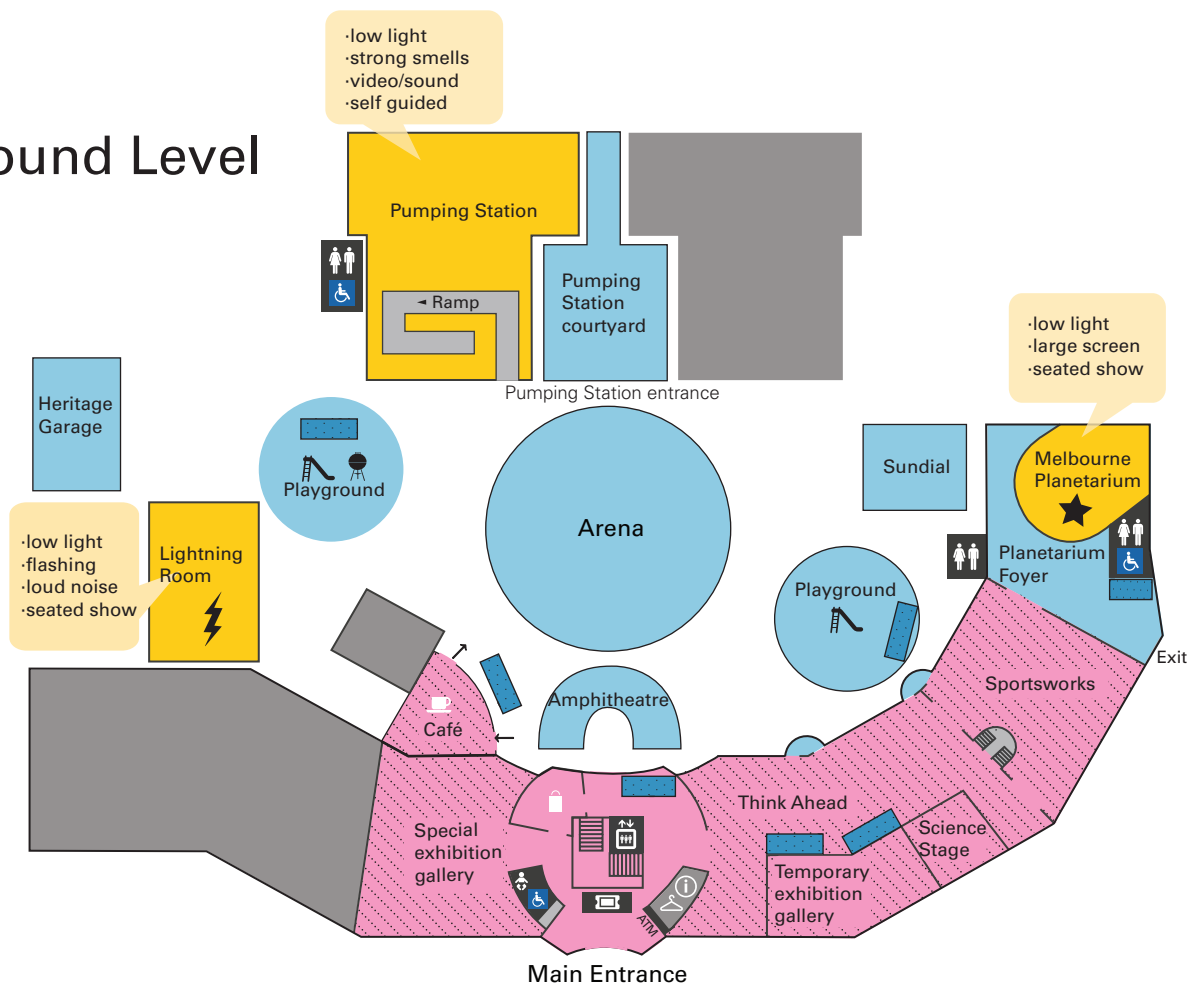 ·low light
·strong smells
·video/sound
·self guided
ound Level
Pumping Station
Ramp
Pumping
Station
courtyard
Pumping Station entrance
·low light
·large screen
·seated show
Heritage
Garage
Playground
Arena
Sundial
Melbourne
Planetarium
Planetarium
Foyer
·low light
·flashing
·loud noise
·seated show
Lightning
Room
Playground
Exit
Sportsworks
Café
Amphitheatre
Think Ahead
Special
exhibition
gallery
Science
Stage
Temporary
exhibition
gallery
i
ATM
Main Entrance